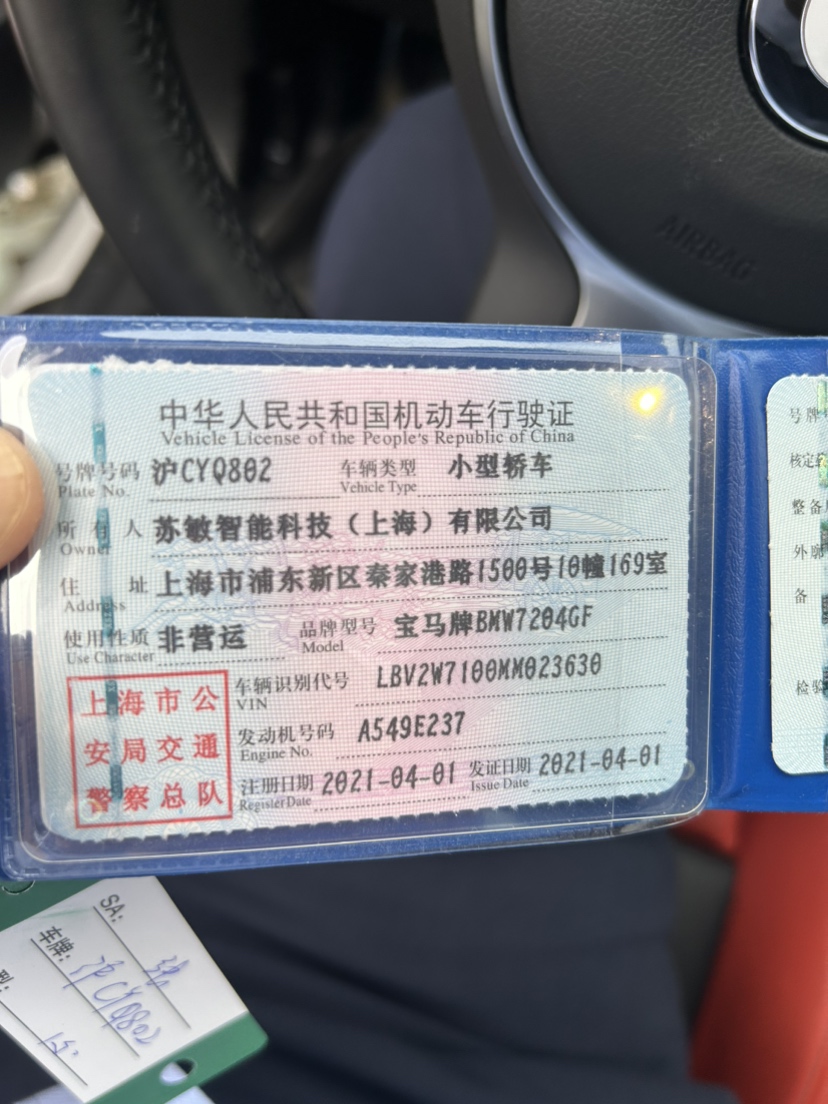 AIRBAG
中华人民共和国机动车行驶证
Vehicle License of the People's Republic of China
号牌号码 沪CYQ802 车辆类型 小型轿车
Plate No. Vehicle Type
所有人 苏敏智能科技（上海）有限公司
Owner
住址 上海市浦东新区秦家港路1500号10幢169室
Address
使用性质 非营运 品牌型号 宝马牌BMW7204GF
Use Character Model
车辆识别代号 LBV2W7100MM023630
VIN
发动机号码 A549E237
Engine No.
注册日期 2021-04-01 发证日期 2021-04-01
Register Date Issue Date
上海市公
安局交通
警察总队
号牌
核定
整备
外廓
备
检验
SA:
车牌: 沪CYQ802